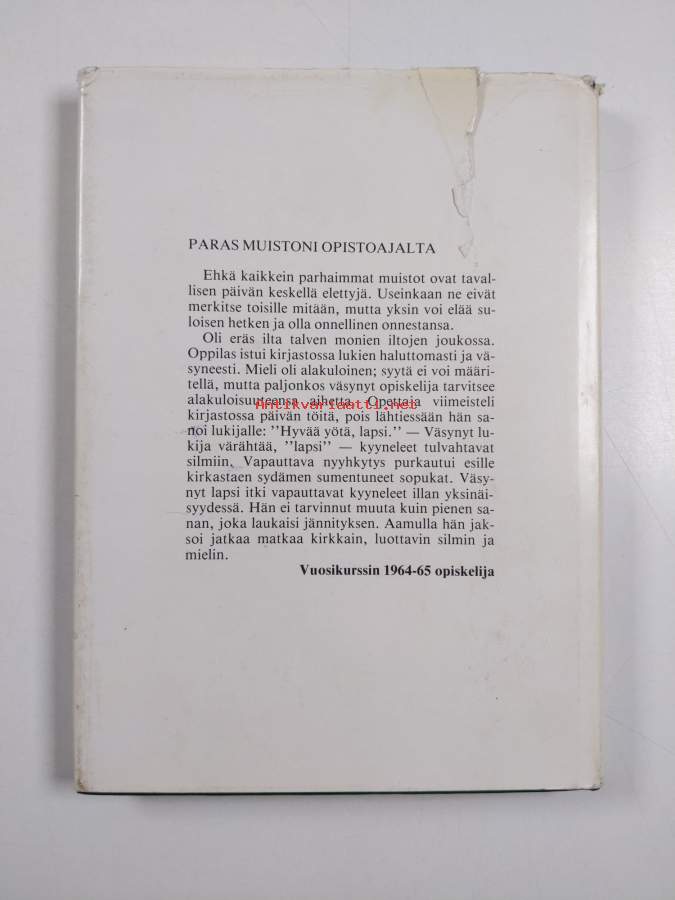 PARAS MUISTONI OPISTOAJALTA
Ehkä kaikkein parhaimmat muistot ovat taval-
lisen päivän keskellä elettyjä. Useinkaan ne eivät
merkitse toisille mitään, mutta yksin voi elää su-
loisen hetken ja olla onnellinen onnestansa.
Oli eräs ilta talven monien iltojen joukossa.
Oppilas istui kirjastossa lukien haluttomasti ja vä-
syneesti. Mieli oli alakuloinen; syytä ei voi määri-
tellä, mutta paljonkos väsynyt opiskelija tarvitsee
alakuloisuuteensa aihetta. Opettaja viimeisteli
Antikvariaatti.net
kirjastossa päivän töitä, pois lähtiessään hän sa-
noi lukijalle: ''Hyvää yötä, lapsi.'' — Väsynyt lu-
kija värähtää, ''lapsi'' — kyyneleet tulvahtavat
silmiin, Vapauttava nyyhkytys purkautui esille
kirkastaen sydämen sumentuneet sopukat. Väsy-
nyt lapsi itki vapauttavat kyyneleet illan yksinäi-
syydessä. Hän ei tarvinnut muuta kuin pienen sa-
nan, joka laukaisi jännityksen. Aamulla hän jak-
soi jatkaa matkaa kirkkain, luottavin silmin ja
mielin.
Vuosikurssin 1964-65 opiskelija